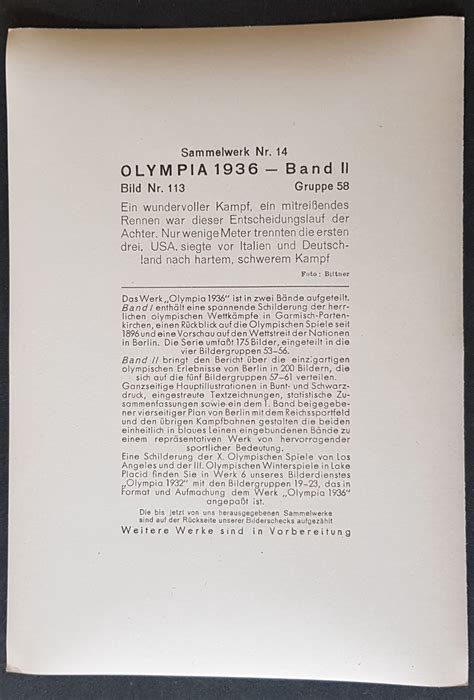 Sammelwerk Nr. 14
OLYMPIA 1936 — Band II
Bild Nr. 113 Gruppe 58
Ein wundervoller Kampf, ein mitreißendes
Rennen war dieser Entscheidungslauf der
Achter. Nur wenige Meter trennten die ersten
drei. USA. siegte vor Italien und Deutsch-
land nach hartem, schwerem Kampf
Foto: Bittner
Das Werk „Olympia 1936" ist in zwei Bände aufgeteilt.
Band I enthält eine spannende Schilderung der herr-
lichen olympischen Wettkämpfe in Garmisch-Parten-
kirchen, einen Rückblick auf die Olympischen Spiele seit
1896 und eine Vorschau auf den Wettstreit der Nationen
in Berlin. Die Serie umfaßt 175 Bilder, eingeteilt in die
vier Bildergruppen 53–56.
Band II bringt den Bericht über die einzigartigen
olympischen Erlebnisse von Berlin in 200 Bildern, die
sich auf die fünf Bildergruppen 57–61 verteilen.
Ganzseitige Hauptillustrationen in Bunt- und Schwarz-
druck, eingestreute Textzeichnungen, statistische Zu-
sammenfassungen sowie ein dem 1. Band beigegebe-
ner vierseitiger Plan von Berlin mit dem Reichssportfeld
und den übrigen Kampfbahnen gestalten die beiden
einheitlich in blaues Leinen eingebundenen Bände zu
einem repräsentativen Werk von hervorragender
sportlicher Bedeutung.
Eine Schilderung der X. Olympischen Spiele von Los
Angeles und der III. Olympischen Winterspiele in Lake
Placid finden Sie in Werk 6 unseres Bilderdienstes
„Olympia 1932" mit den Bildergruppen 19–23, das in
Format und Aufmachung dem Werk „Olympia 1936"
angepaßt ist.
Die bis jetzt von uns herausgegebenen Sammelwerke
sind auf der Rückseite unserer Bilderschecks aufgezählt
Weitere Werke sind in Vorbereitung